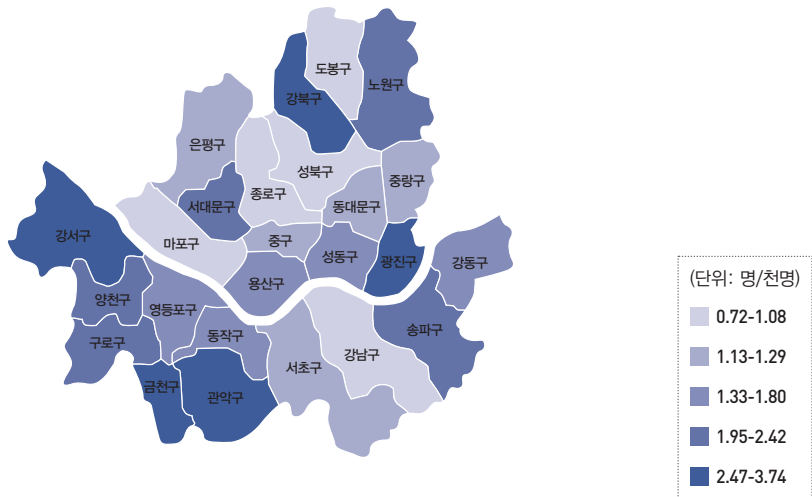 도봉구
노원구
강북구
은평구
성북구
중랑구
종로구
서대문구
동대문구
강서구
마포구
중구
성동구
광진구
강동구
용산구
양천구
영등포구
동작구
송파구
구로구
강남구
서초구
금천구
관악구
(단위: 명/천명)
0.72-1.08
1.13-1.29
1.33-1.80
1.95-2.42
2.47-3.74